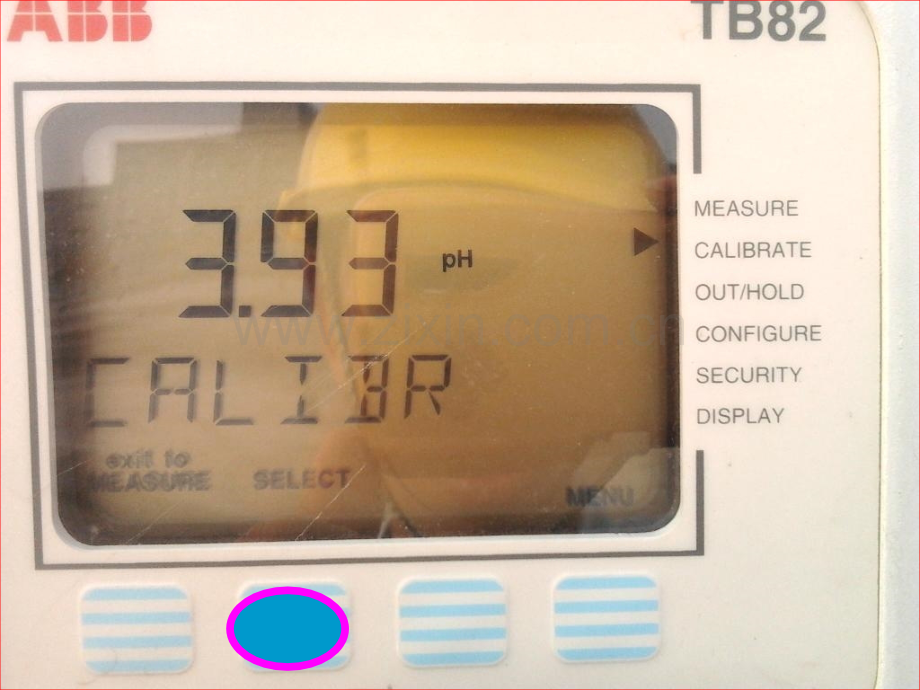 ABB
TB82
MEASURE
3.93 pH
CALIBRATE
OUT/HOLD
www.zixin.com.cn
CONFIGURE
CALIBR
SECURITY
DISPLAY
exit to
MEASURE SELECT MENU